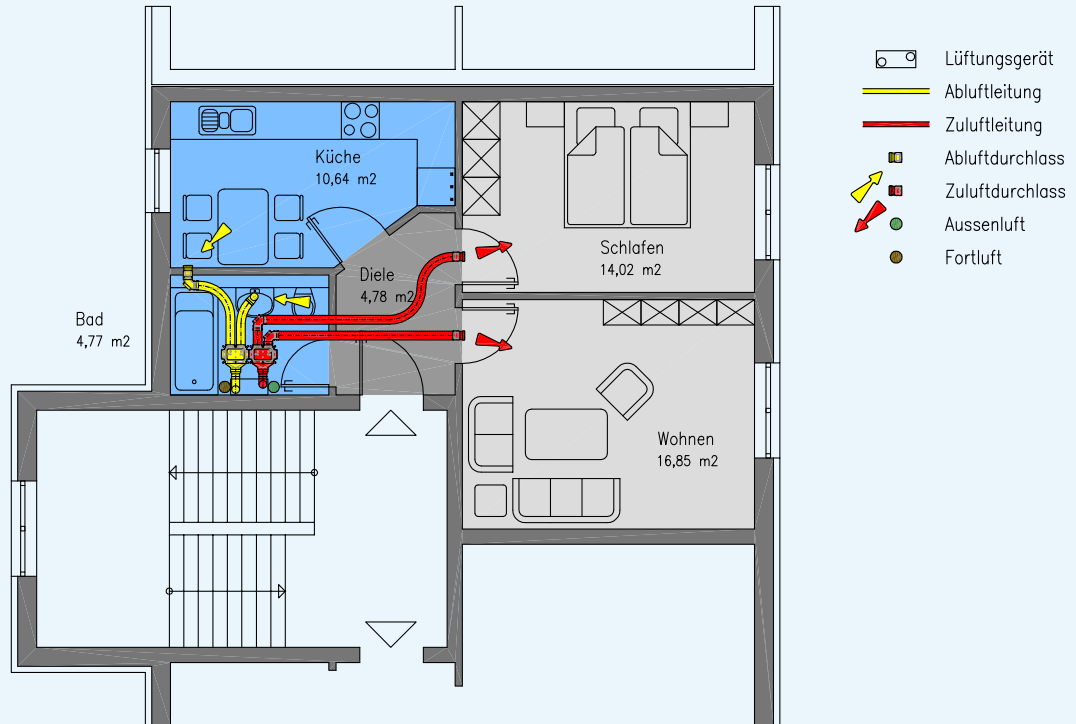 Küche
10,64 m2
Schlafen
14,02 m2
Diele
4,78 m2
Bad
4,77 m2
Wohnen
16,85 m2
Lüftungsgerät
Abluftleitung
Zuluftleitung
Abluftdurchlass
Zuluftdurchlass
Aussenluft
Fortluft